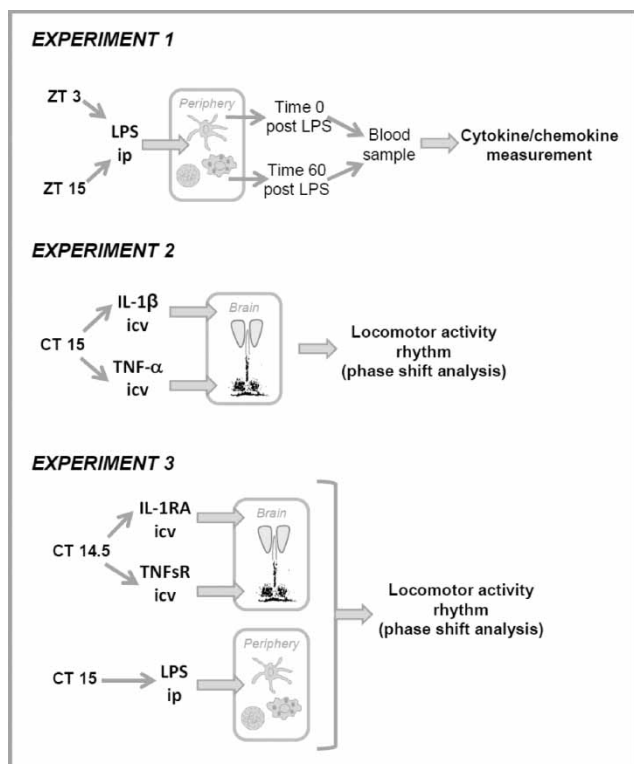 EXPERIMENT 1
ZT 3
LPS
ip
ZT 15
Periphery
Time 0
post LPS
Time 60
post LPS
Blood
sample
Cytokine/chemokine
measurement
EXPERIMENT 2
CT 15
IL-1β
icv
TNF-α
icv
Brain
Locomotor activity
rhythm
(phase shift analysis)
EXPERIMENT 3
CT 14.5
IL-1RA
icv
TNFsR
icv
Brain
CT 15
LPS
ip
Periphery
Locomotor activity
rhythm
(phase shift analysis)